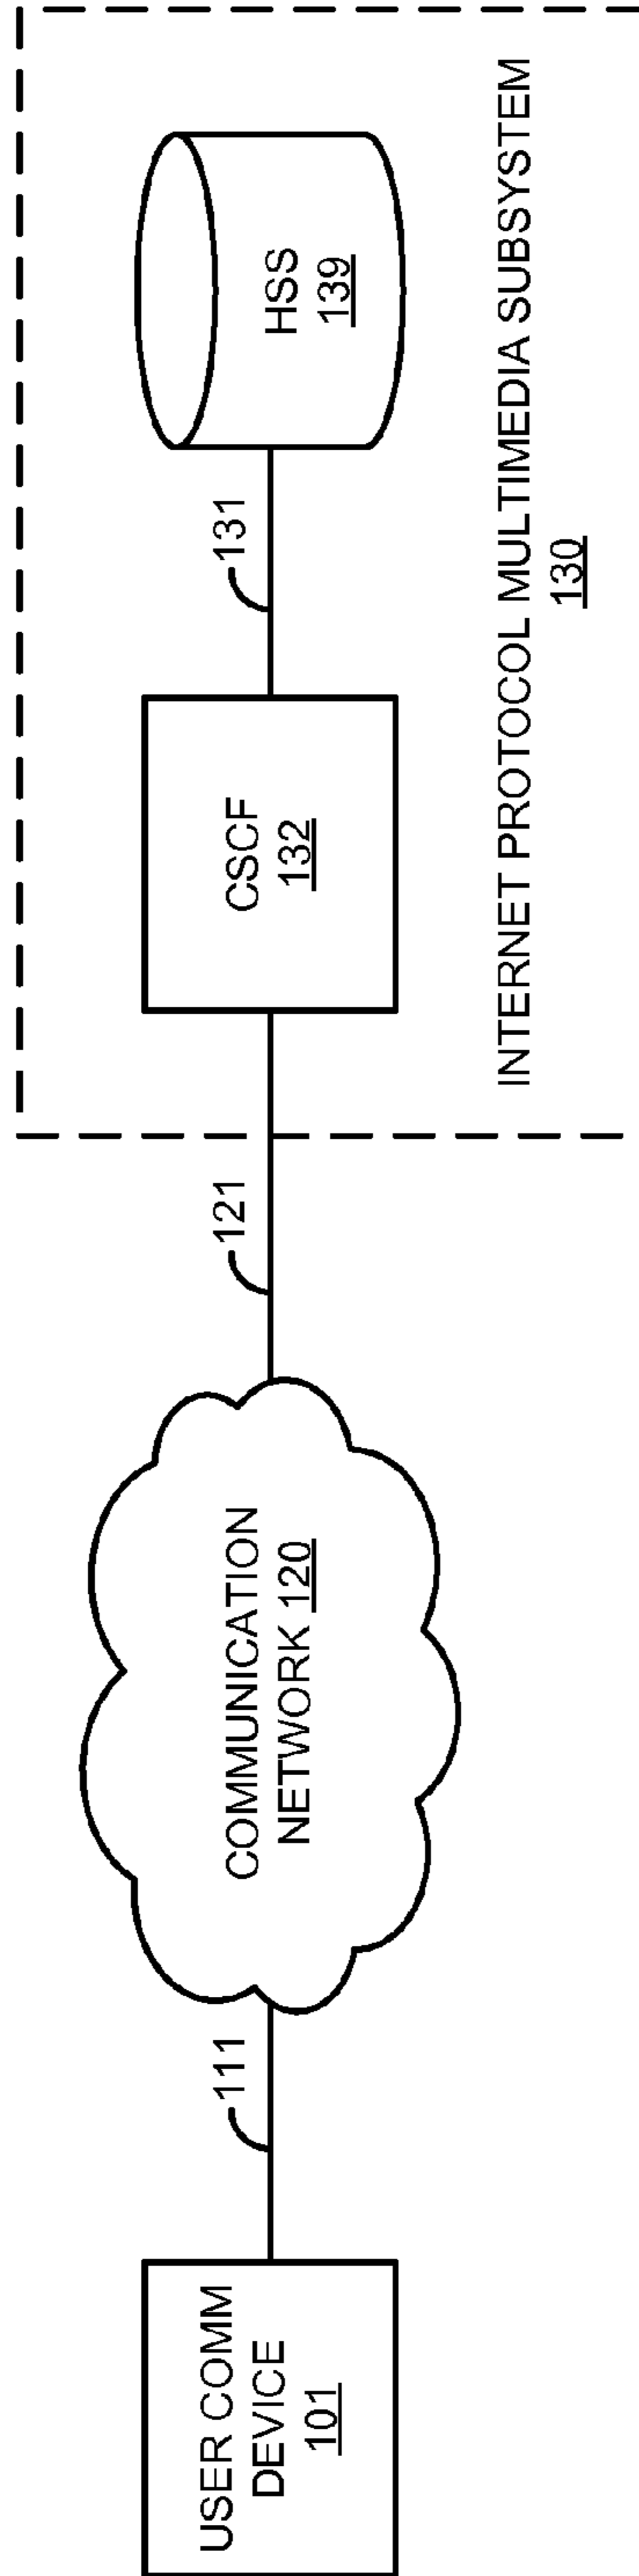 USER COMM
DEVICE
101
111
COMMUNICATION
NETWORK 120
121
CSCF
132
131
HSS
139
INTERNET PROTOCOL MULTIMEDIA SUBSYSTEM
130